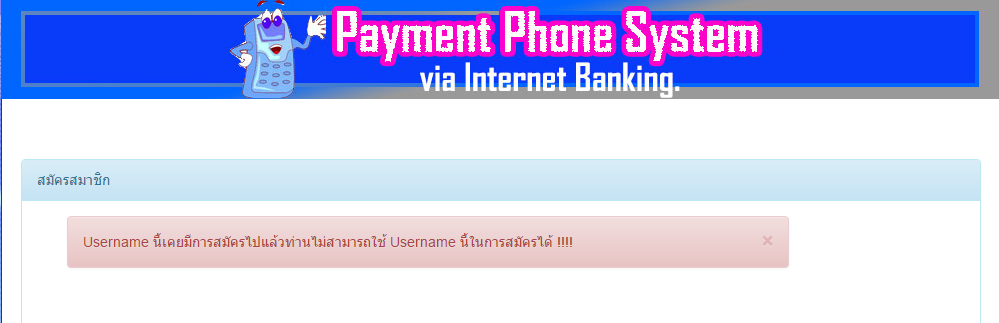 Payment Phone System
via Internet Banking.
สมัครสมาชิก
Username นี้เคยมีการสมัครไปแล้วท่านไม่สามารถใช้ Username นี้ในการสมัครได้ !!!!
×